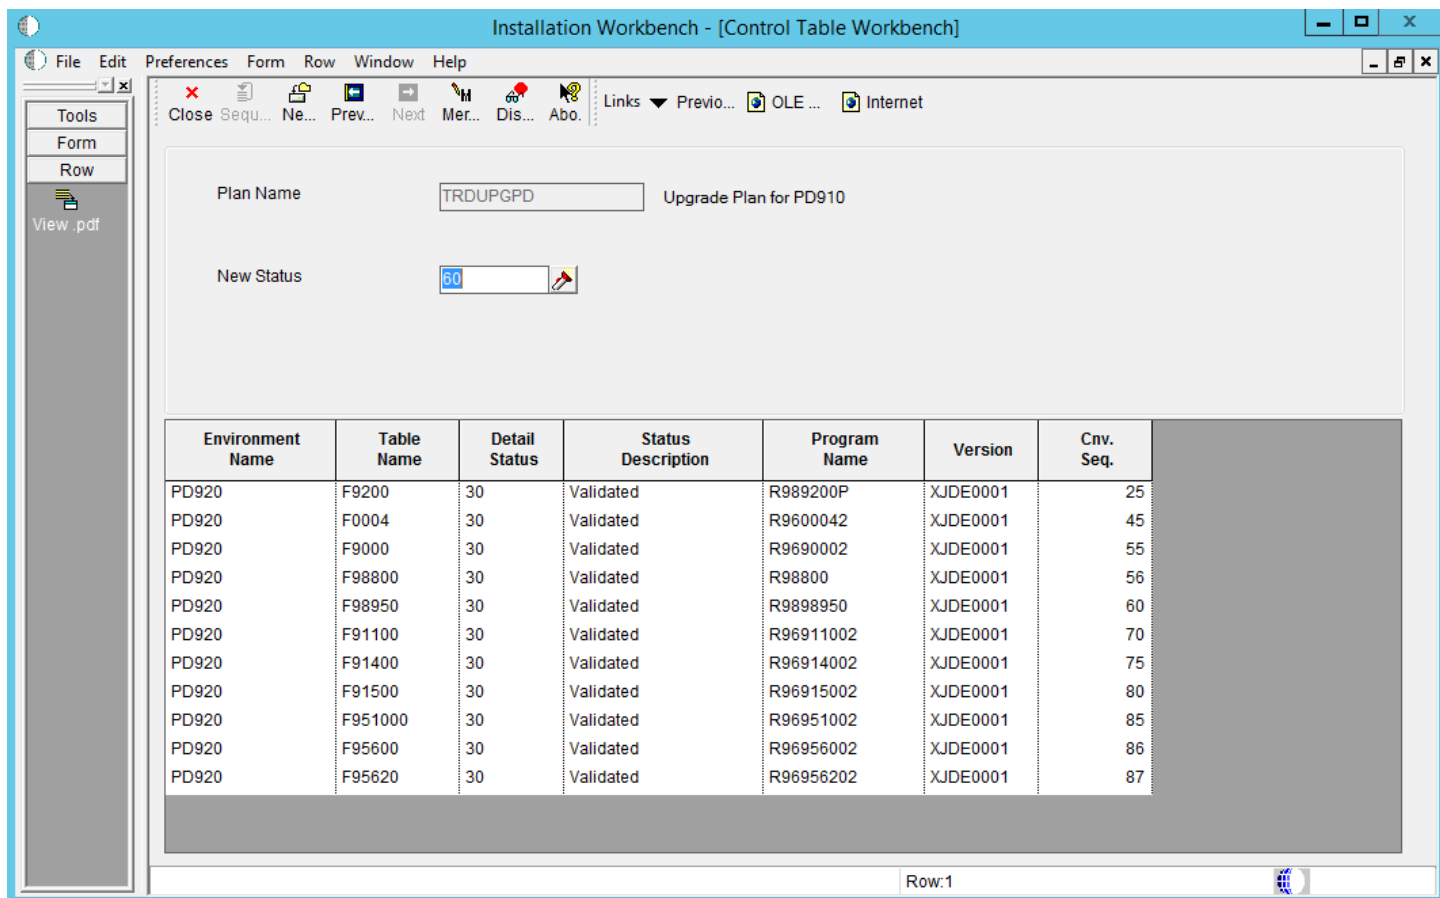 Installation Workbench - [Control Table Workbench]
File Edit Preferences Form Row Window Help
Close Sequ... Ne... Prev... Next Mer... Dis... Abo. Links Previo... OLE ... Internet
Tools
Form
Row
View .pdf
Plan Name TRDUPGPD Upgrade Plan for PD910
New Status 60
Environment Name Table Name Detail Status Status Description Program Name Version Cnv. Seq.
PD920 F9200 30 Validated R989200P XJDE0001 25
PD920 F0004 30 Validated R9600042 XJDE0001 45
PD920 F9000 30 Validated R9690002 XJDE0001 55
PD920 F98800 30 Validated R98800 XJDE0001 56
PD920 F98950 30 Validated R9898950 XJDE0001 60
PD920 F91100 30 Validated R96911002 XJDE0001 70
PD920 F91400 30 Validated R96914002 XJDE0001 75
PD920 F91500 30 Validated R96915002 XJDE0001 80
PD920 F951000 30 Validated R96951002 XJDE0001 85
PD920 F95600 30 Validated R96956002 XJDE0001 86
PD920 F95620 30 Validated R96956202 XJDE0001 87
Row:1